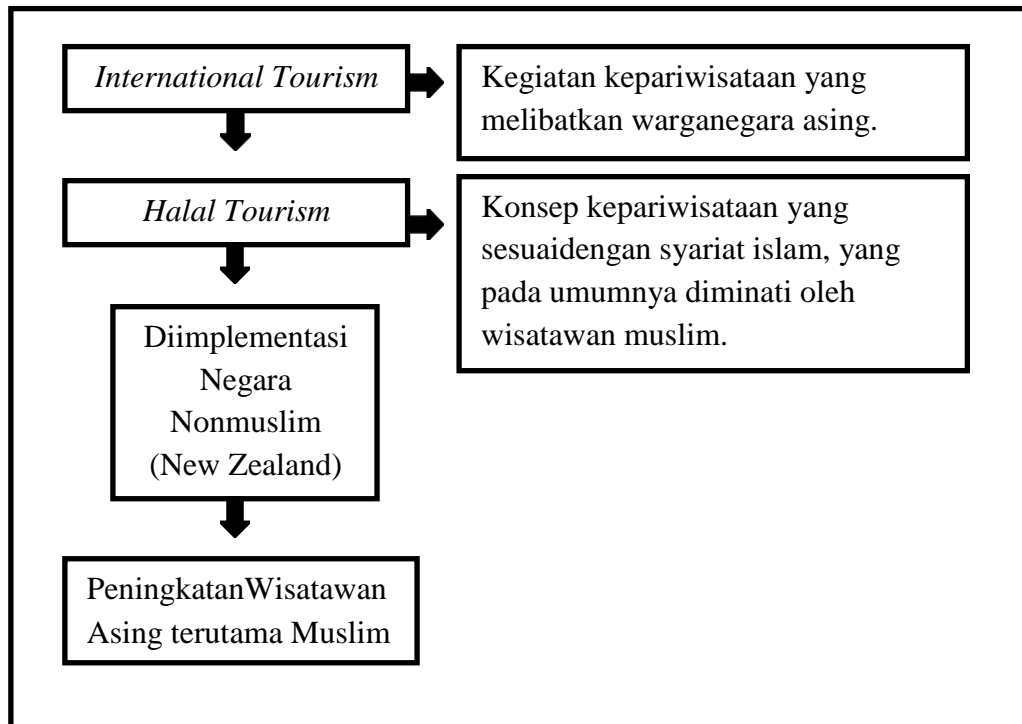 International Tourism
Kegiatan kepariwisataan yang
melibatkan warganegara asing.
Halal Tourism
Konsep kepariwisataan yang
sesuaidengan syariat islam, yang
pada umumnya diminati oleh
wisatawan muslim.
Diimplementasi
Negara
Nonmuslim
(New Zealand)
PeningkatanWisatawan
Asing terutama Muslim